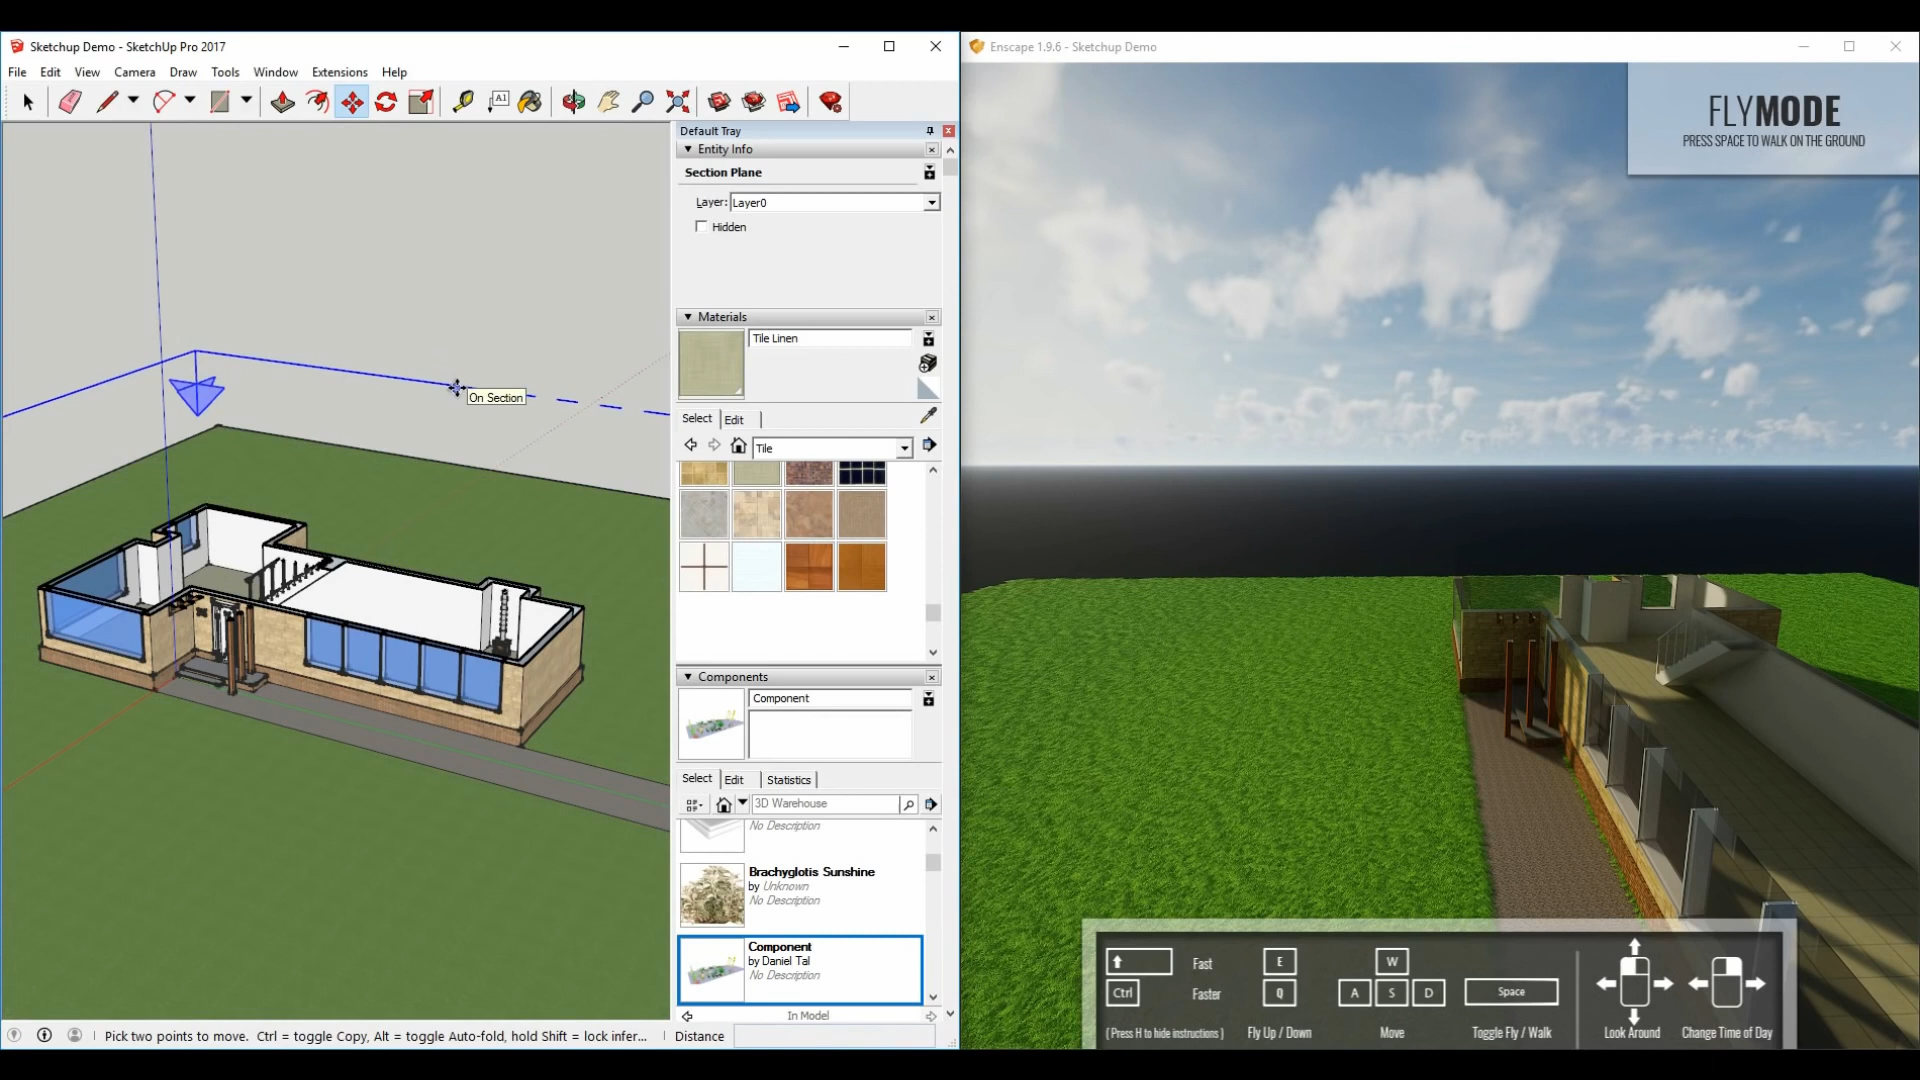 Sketchup Demo - SketchUp Pro 2017
File Edit View Camera Draw Tools Window Extensions Help
A1
On Section
Default Tray
Entity Info
Section Plane
Layer: Layer0
Hidden
Materials
Tile Linen
Select Edit
Tile
Components
Component
Select Edit Statistics
3D Warehouse
No Description
Brachyglotis Sunshine
by Unknown
No Description
Component
by Daniel Tal
No Description
In Model
Pick two points to move. Ctrl = toggle Copy, Alt = toggle Auto-fold, hold Shift = lock infer...
Distance
Enscape 1.9.6 - Sketchup Demo
FLYMODE
PRESS SPACE TO WALK ON THE GROUND
Fast
Ctrl Faster
(Press H to hide instructions)
E
Q
Fly Up / Down
W
A S D
Move
Space
Toggle Fly / Walk
Look Around
Change Time of Day